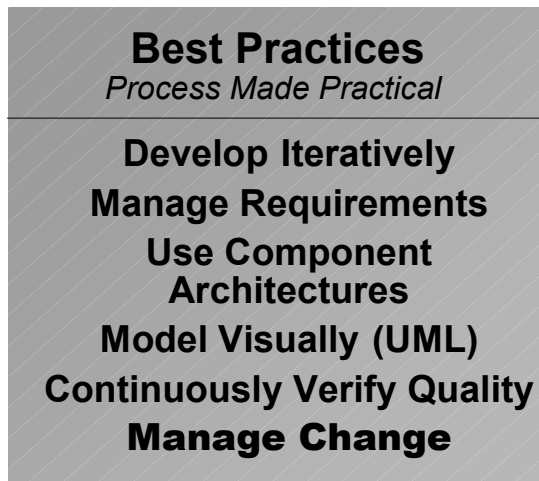 Best Practices
Process Made Practical
Develop Iteratively
Manage Requirements
Use Component
Architectures
Model Visually (UML)
Continuously Verify Quality
Manage Change